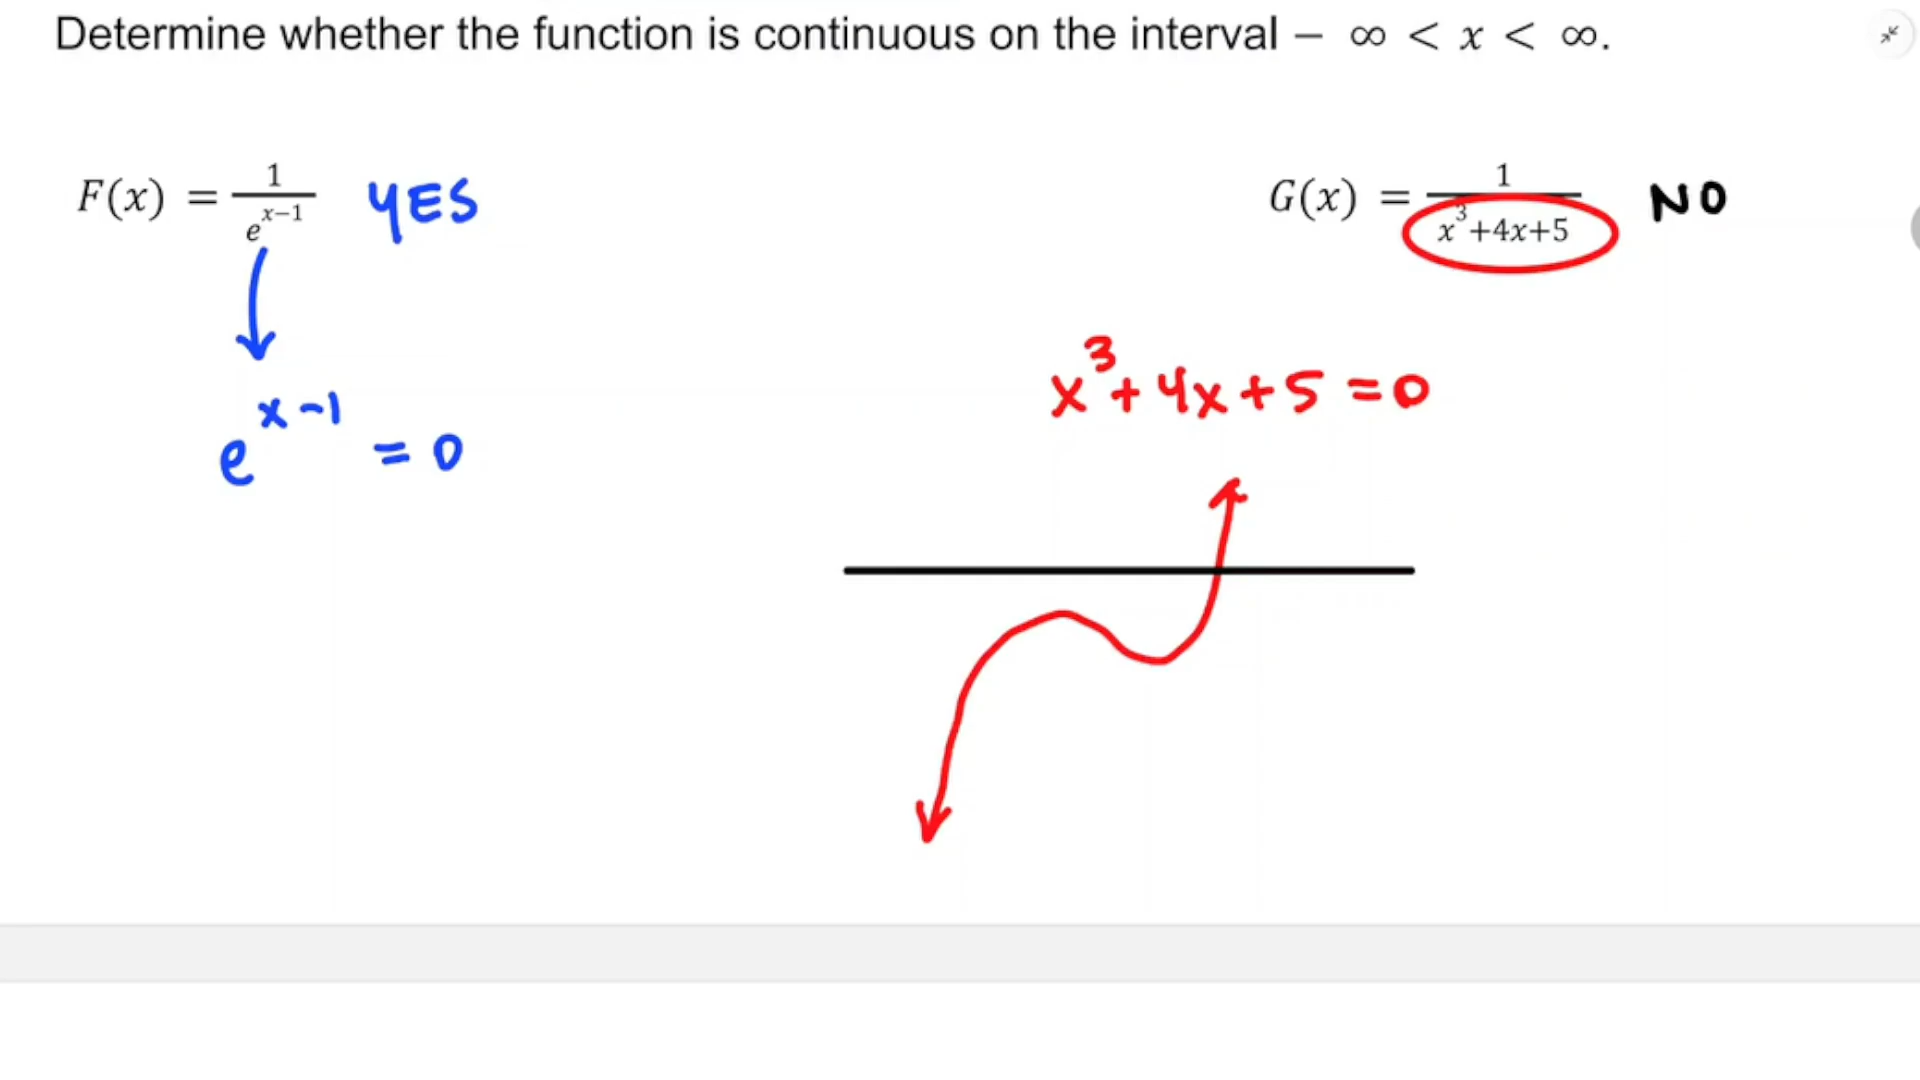 Determine whether the function is continuous on the interval − ∞ < x < ∞.
F(x) = 1/e^(x−1) YES
G(x) = 1/(x^3+4x+5) NO
x^3+4x+5=0
e^(x-1) = 0